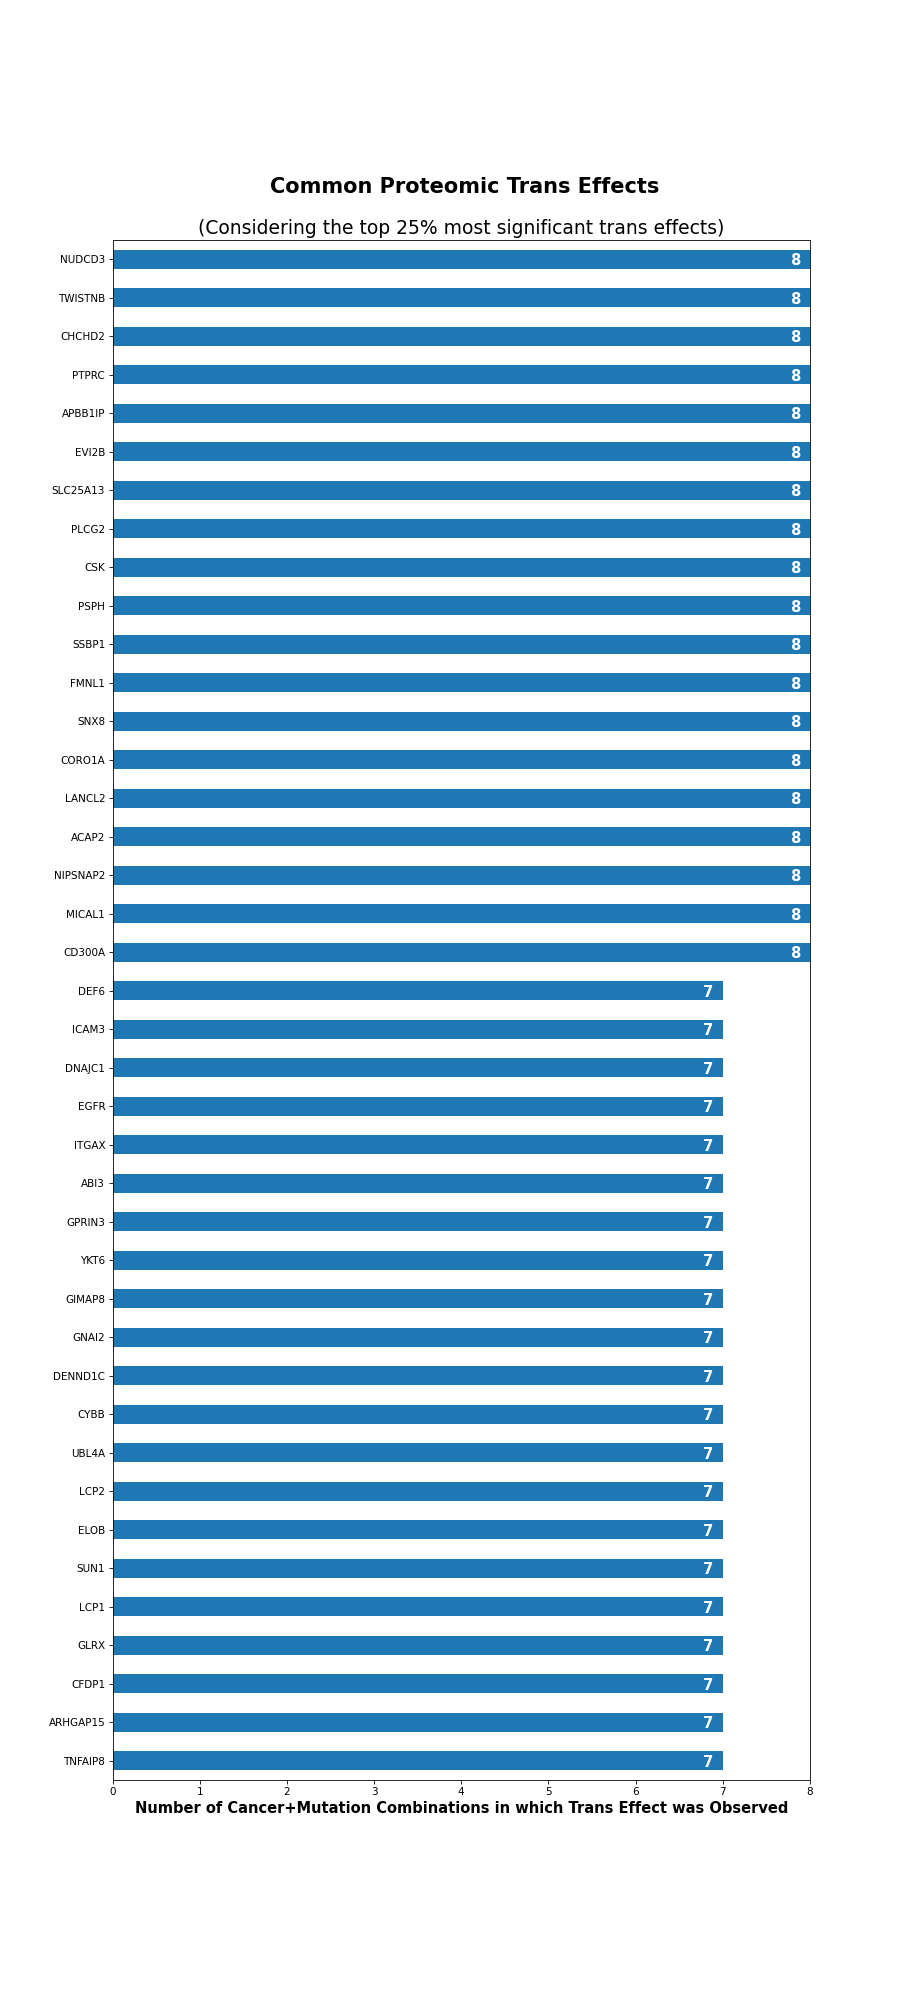 Common Proteomic Trans Effects
(Considering the top 25% most significant trans effects)
NUDCD3 8
TWISTNB 8
CHCHD2 8
PTPRC 8
APBB1IP 8
EVI2B 8
SLC25A13 8
PLCG2 8
CSK 8
PSPH 8
SSBP1 8
FMNL1 8
SNX8 8
CORO1A 8
LANCL2 8
ACAP2 8
NIPSNAP2 8
MICAL1 8
CD300A 8
DEF6 7
ICAM3 7
DNAJC1 7
EGFR 7
ITGAX 7
ABI3 7
GPRIN3 7
YKT6 7
GIMAP8 7
GNAI2 7
DENND1C 7
CYBB 7
UBL4A 7
LCP2 7
ELOB 7
SUN1 7
LCP1 7
GLRX 7
CFDP1 7
ARHGAP15 7
TNFAIP8 7
0 1 2 3 4 5 6 7 8
Number of Cancer+Mutation Combinations in which Trans Effect was Observed